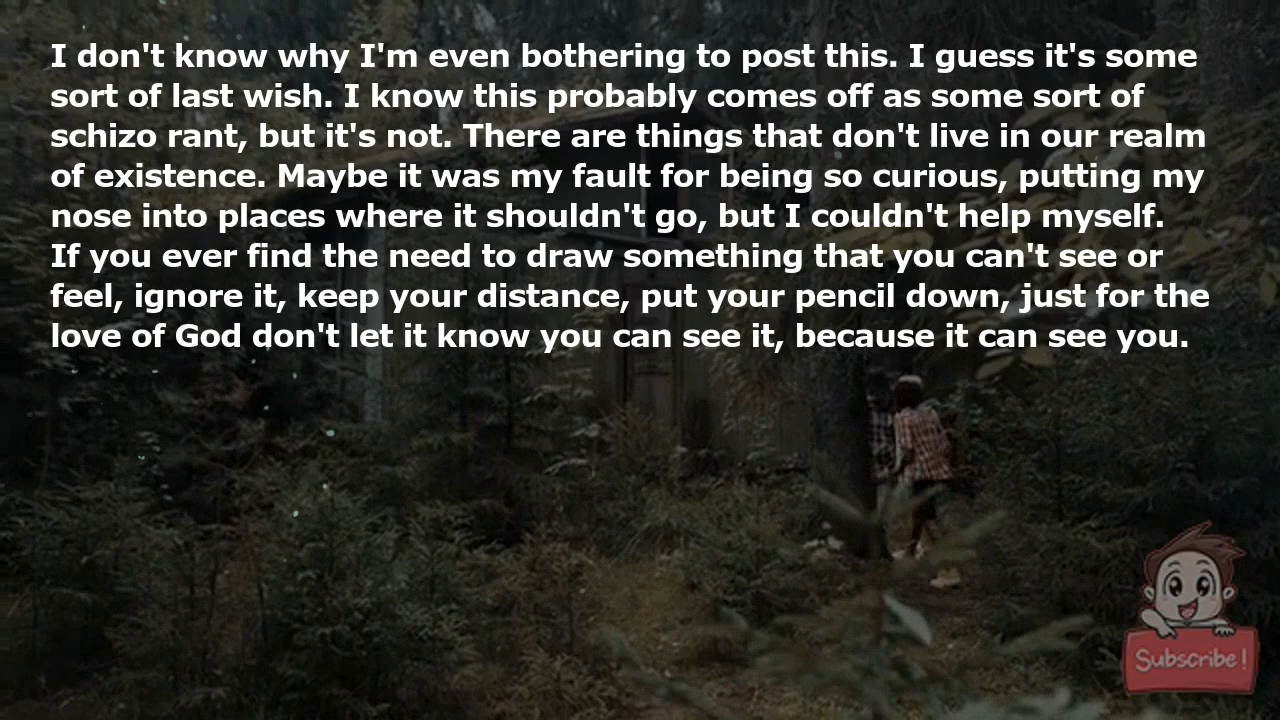 I don't know why I'm even bothering to post this. I guess it's some
sort of last wish. I know this probably comes off as some sort of
schizo rant, but it's not. There are things that don't live in our realm
of existence. Maybe it was my fault for being so curious, putting my
nose into places where it shouldn't go, but I couldn't help myself.
If you ever find the need to draw something that you can't see or
feel, ignore it, keep your distance, put your pencil down, just for the
love of God don't let it know you can see it, because it can see you.
Subscribe!